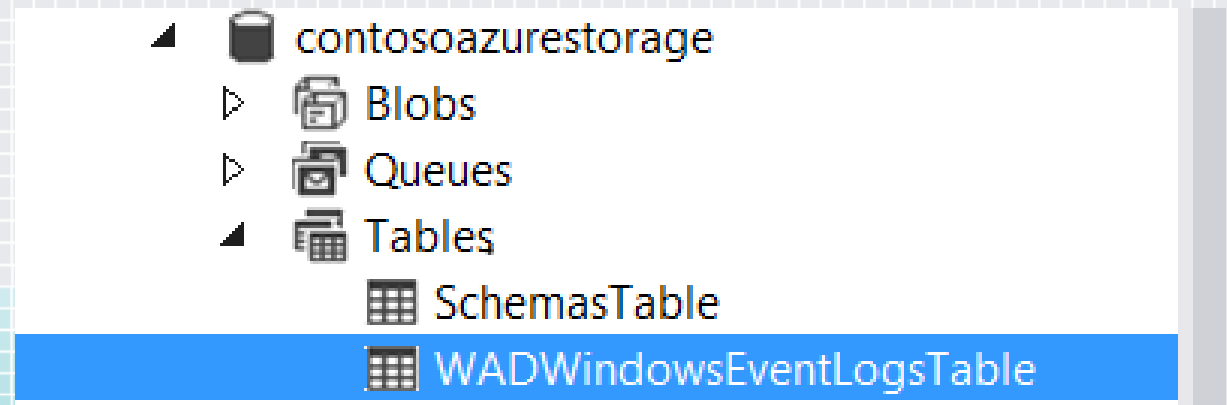 contosoazurestorage
Blobs
Queues
Tables
SchemasTable
WADWindowsEventLogsTable